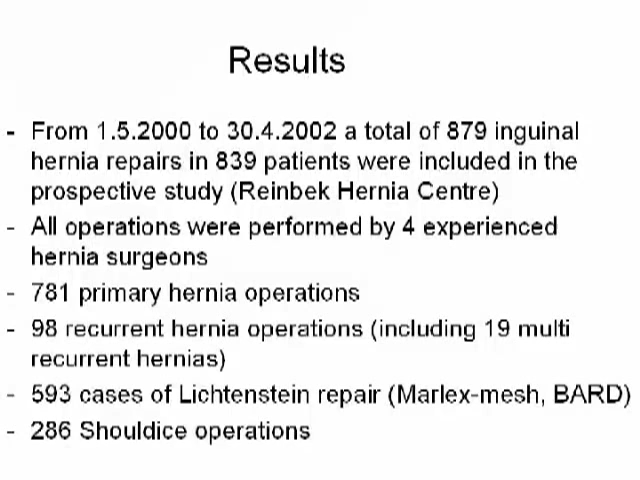 Results
- From 1.5.2000 to 30.4.2002 a total of 879 inguinal
hernia repairs in 839 patients were included in the
prospective study (Reinbek Hernia Centre)
- All operations were performed by 4 experienced
hernia surgeons
- 781 primary hernia operations
- 98 recurrent hernia operations (including 19 multi
recurrent hernias)
- 593 cases of Lichtenstein repair (Marlex-mesh, BARD)
- 286 Shouldice operations